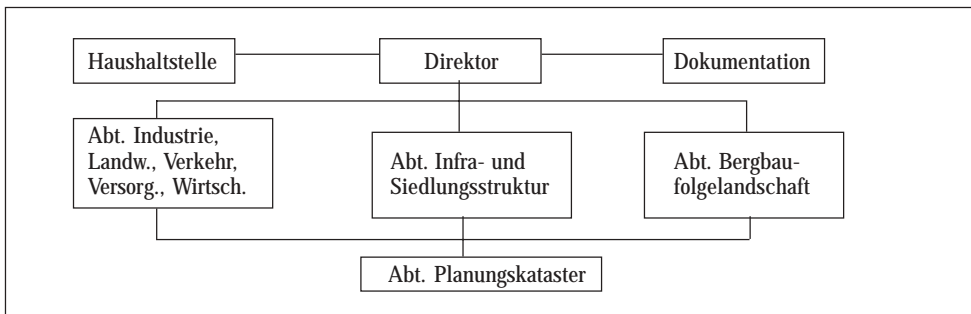 Haushaltstelle
Direktor
Dokumentation
Abt. Industrie,
Landw., Verkehr,
Versorg., Wirtsch.
Abt. Infra- und
Siedlungsstruktur
Abt. Bergbau-
folgelandschaft
Abt. Planungskataster